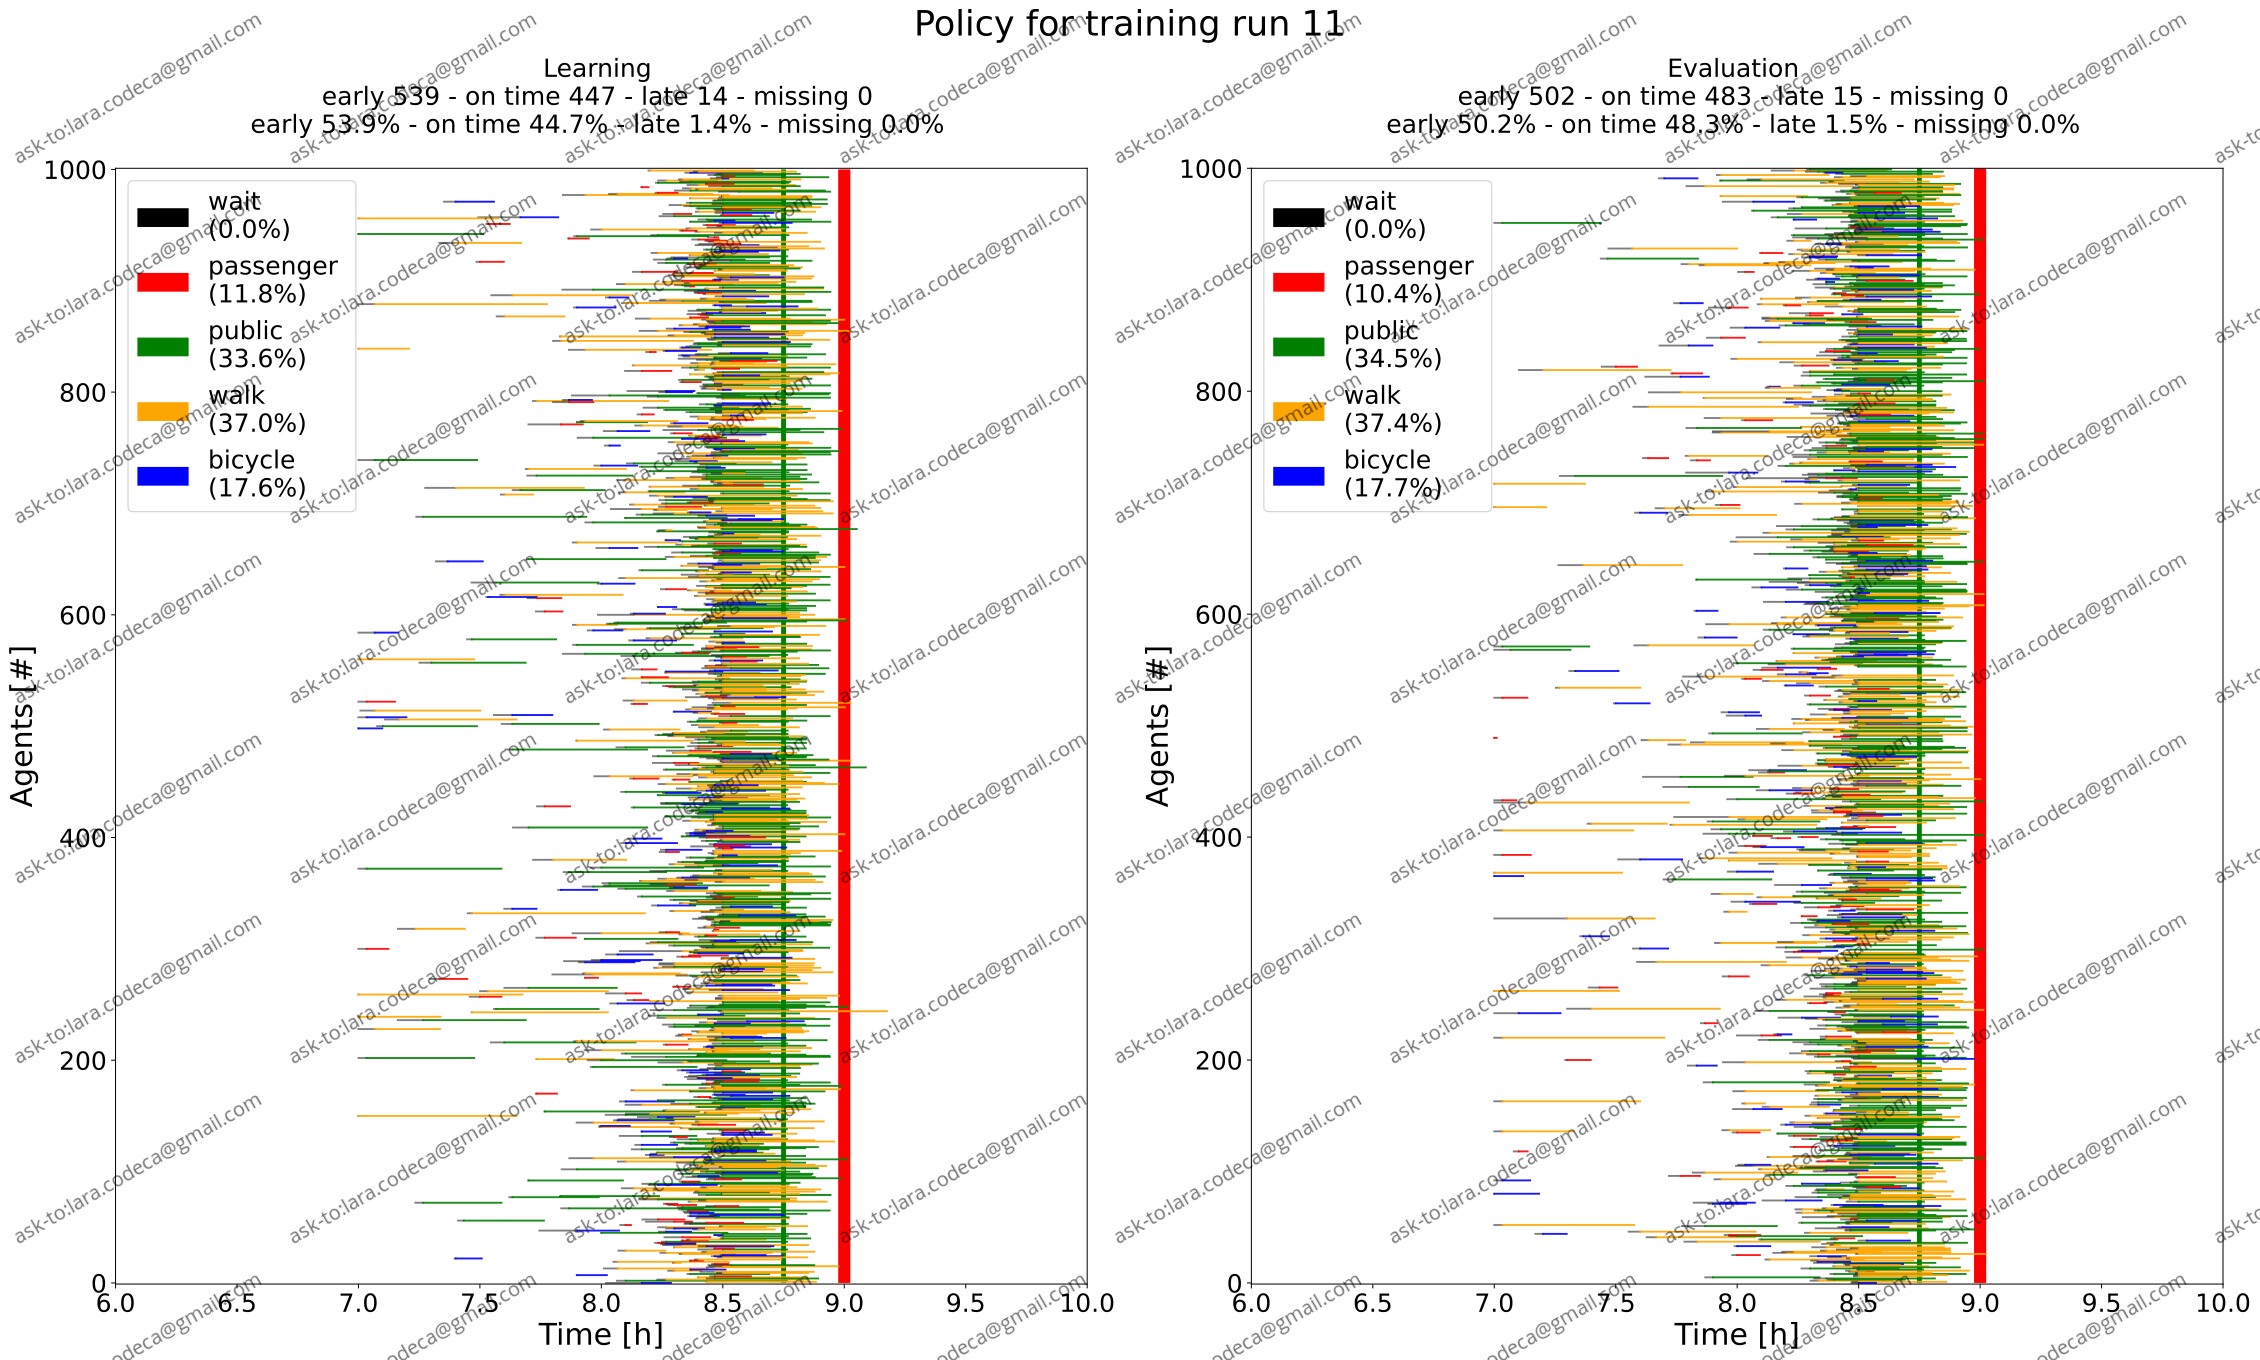 Policy for training run 11
Learning
early 539 - on time 447 - late 14 - missing 0
early 53.9% - on time 44.7% - late 1.4% - missing 0.0%
1000
800
600
400
200
0
Agents [#]
wait
(0.0%)
passenger
(11.8%)
public
(33.6%)
walk
(37.0%)
bicycle
(17.6%)
6.0 6.5 7.0 7.5 8.0 8.5 9.0 9.5 10.0
Time [h]
Evaluation
early 502 - on time 483 - late 15 - missing 0
early 50.2% - on time 48.3% - late 1.5% - missing 0.0%
1000
800
600
400
200
0
Agents [#]
wait
(0.0%)
passenger
(10.4%)
public
(34.5%)
walk
(37.4%)
bicycle
(17.7%)
6.0 6.5 7.0 7.5 8.0 8.5 9.0 9.5 10.0
Time [h]
ask-to:lara.codeca@gmail.com